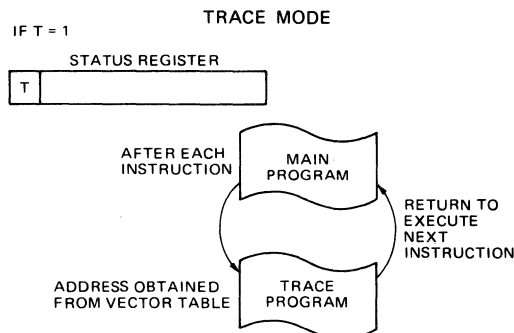 TRACE MODE
IF T = 1
STATUS REGISTER
T
AFTER EACH
INSTRUCTION
MAIN
PROGRAM
RETURN TO
EXECUTE
NEXT
INSTRUCTION
ADDRESS OBTAINED
FROM VECTOR TABLE
TRACE
PROGRAM